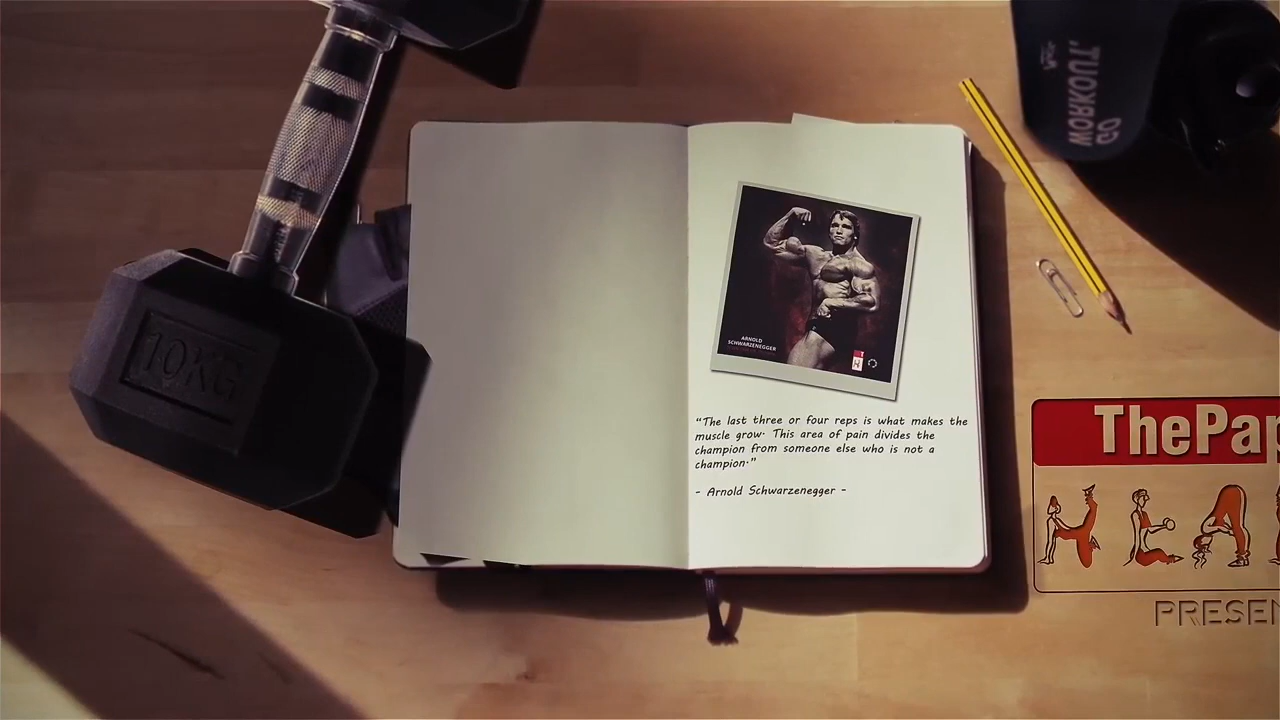 GO
WORKOUT.
10KG
ARNOLD
SCHWARZENEGGER
"The last three or four reps is what makes the
muscle grow. This area of pain divides the
champion from someone else who is not a
champion."
- Arnold Schwarzenegger -
ThePap
HEA
PRESEN